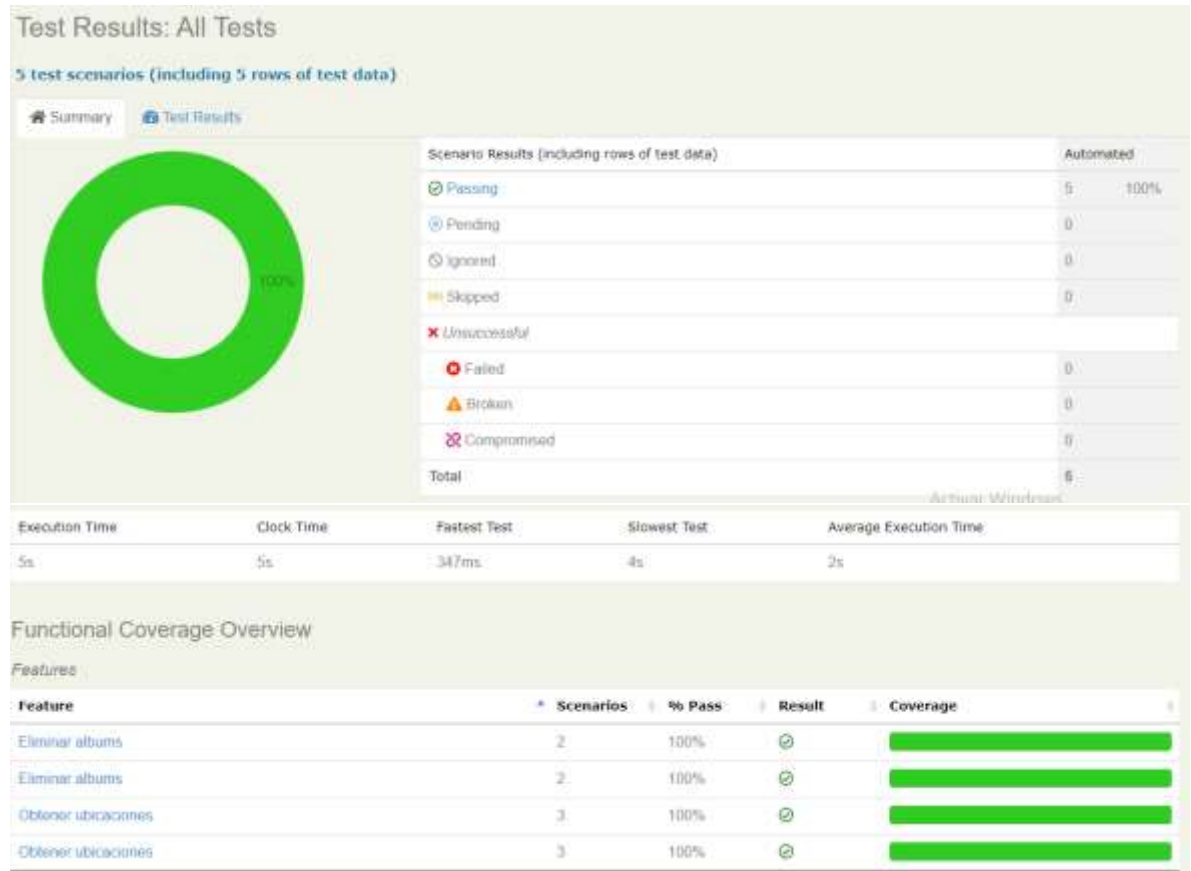 Test Results: All Tests
5 test scenarios (including 5 rows of test data)
Summary Test Results
Scenario Results (including rows of test data) Automated
Passing 5 100%
100%
Pending 0
Ignored 0
Skipped 0
Unsuccessful
Failed 0
Broken 0
Compromised 0
Total
Activar Windows
Execution Time Clock Time Fastest Test Slowest Test Average Execution Time
5s 5s 347ms 4s 2s
Functional Coverage Overview
Features
Feature Scenarios % Pass Result Coverage
Eliminar albums 2 100%
Eliminar albums 2 100%
Obtener ubicaciones 3 100%
Obtener ubicaciones 3 100%